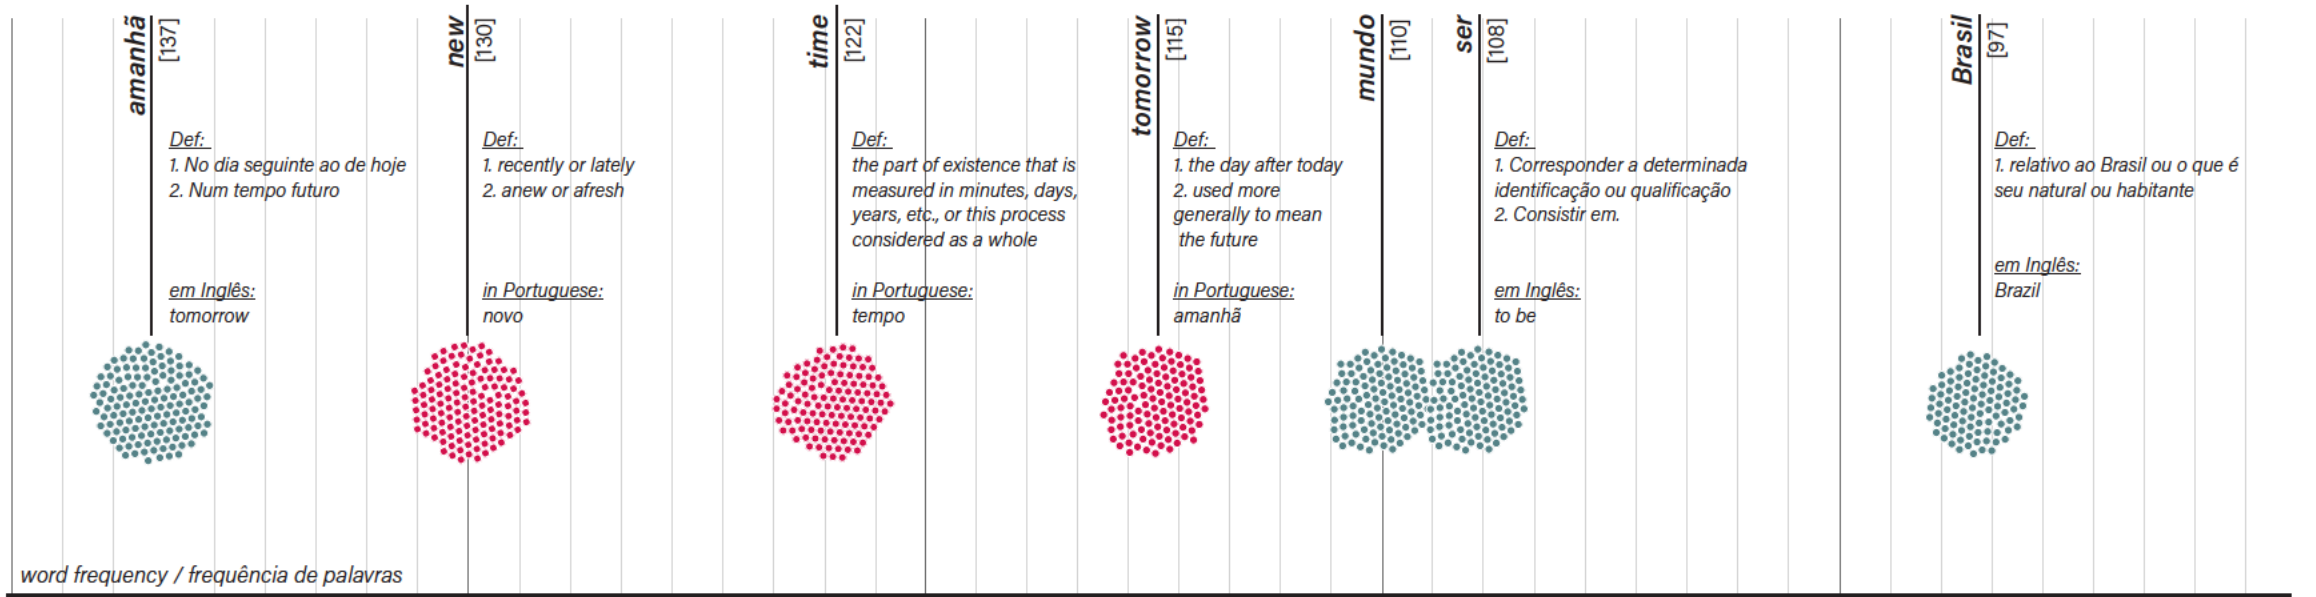 amanhã
[137]
Def:
1. No dia seguinte ao de hoje
2. Num tempo futuro
em Inglês:
tomorrow
new
[130]
Def:
1. recently or lately
2. anew or afresh
in Portuguese:
novo
time
[122]
Def:
the part of existence that is
measured in minutes, days,
years, etc., or this process
considered as a whole
in Portuguese:
tempo
tomorrow
[115]
Def:
1. the day after today
2. used more
generally to mean
the future
in Portuguese:
amanhã
mundo
[110]
ser
[108]
Def:
1. Corresponder a determinada
identificação ou qualificação
2. Consistir em.
em Inglês:
to be
Brasil
[97]
Def:
1. relativo ao Brasil ou o que é
seu natural ou habitante
em Inglês:
Brazil
word frequency / frequência de palavras